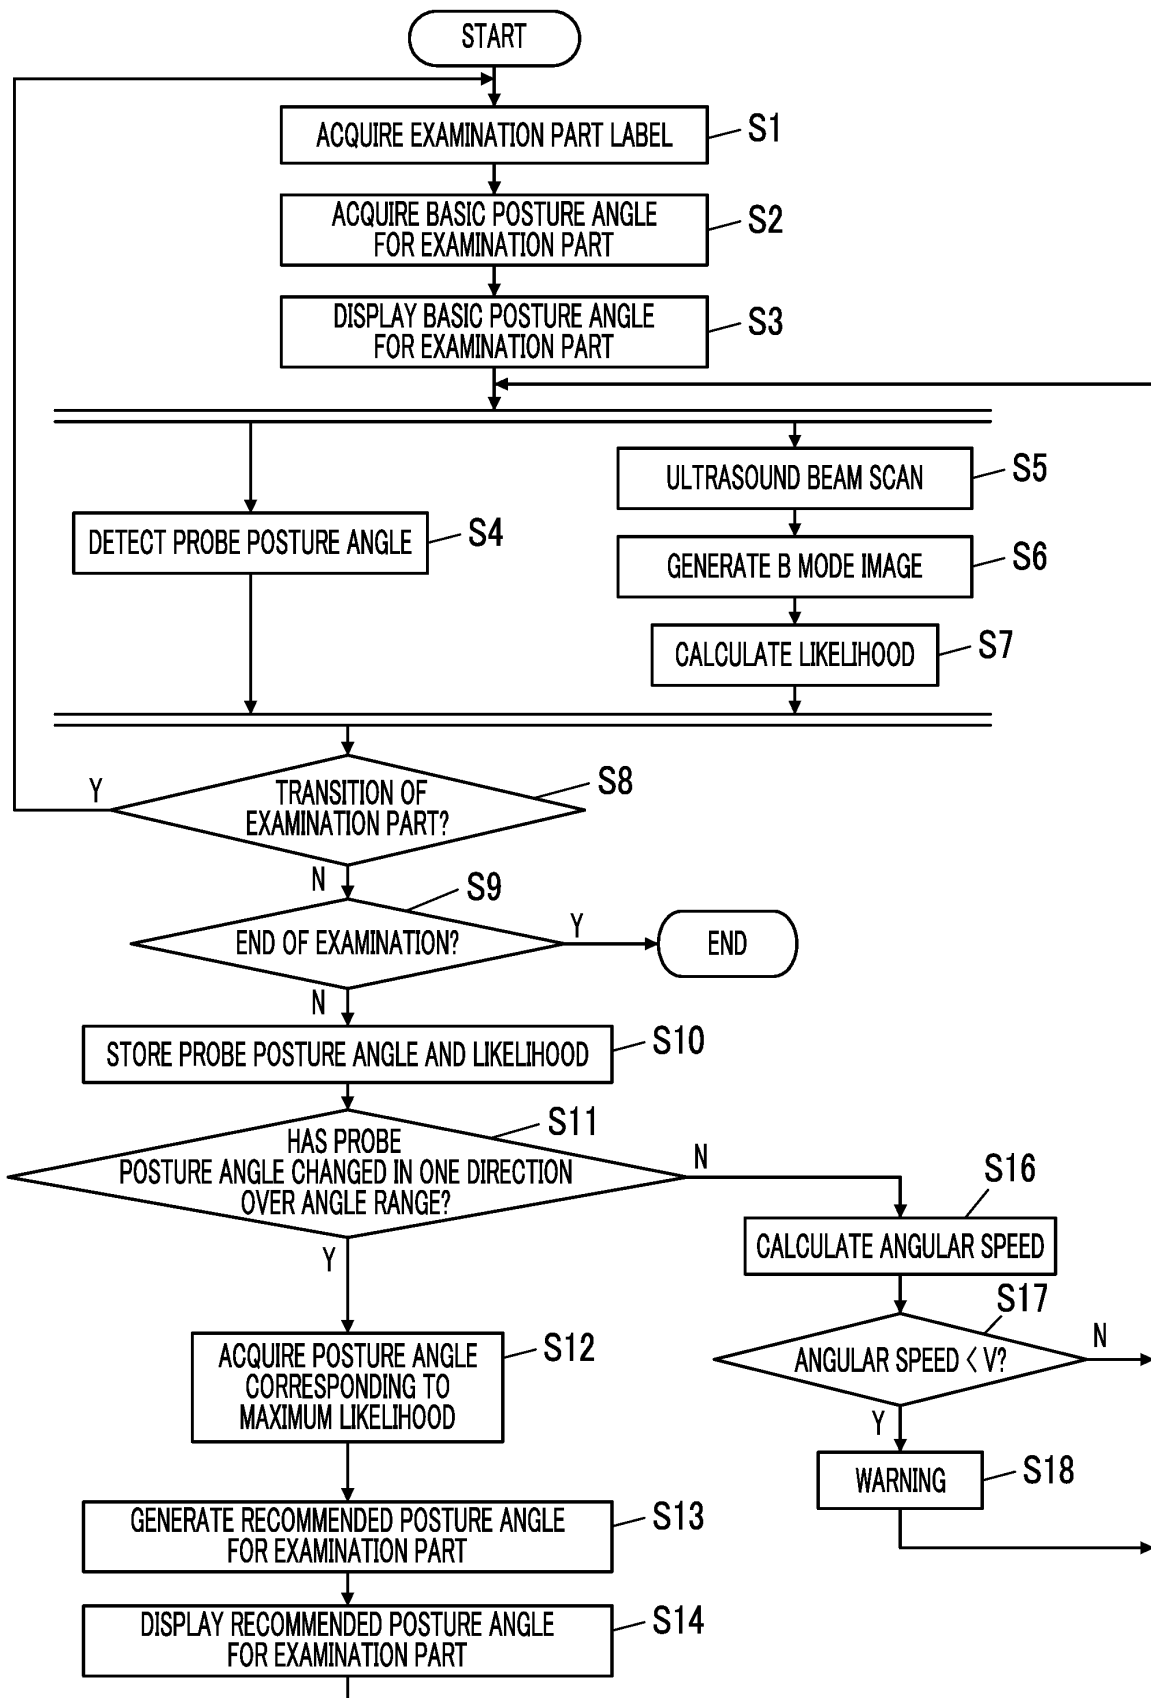 START
ACQUIRE EXAMINATION PART LABEL
S1
ACQUIRE BASIC POSTURE ANGLE
FOR EXAMINATION PART
S2
DISPLAY BASIC POSTURE ANGLE
FOR EXAMINATION PART
S3
DETECT PROBE POSTURE ANGLE
S4
ULTRASOUND BEAM SCAN
S5
GENERATE B MODE IMAGE
S6
CALCULATE LIKELIHOOD
S7
Y
TRANSITION OF
EXAMINATION PART?
S8
N
S9
END OF EXAMINATION?
Y
END
N
STORE PROBE POSTURE ANGLE AND LIKELIHOOD
S10
HAS PROBE
POSTURE ANGLE CHANGED IN ONE DIRECTION
OVER ANGLE RANGE?
S11
N
Y
S16
CALCULATE ANGULAR SPEED
S17
ANGULAR SPEED < V?
N
Y
WARNING
S18
ACQUIRE POSTURE ANGLE
CORRESPONDING TO
MAXIMUM LIKELIHOOD
S12
GENERATE RECOMMENDED POSTURE ANGLE
FOR EXAMINATION PART
S13
DISPLAY RECOMMENDED POSTURE ANGLE
FOR EXAMINATION PART
S14